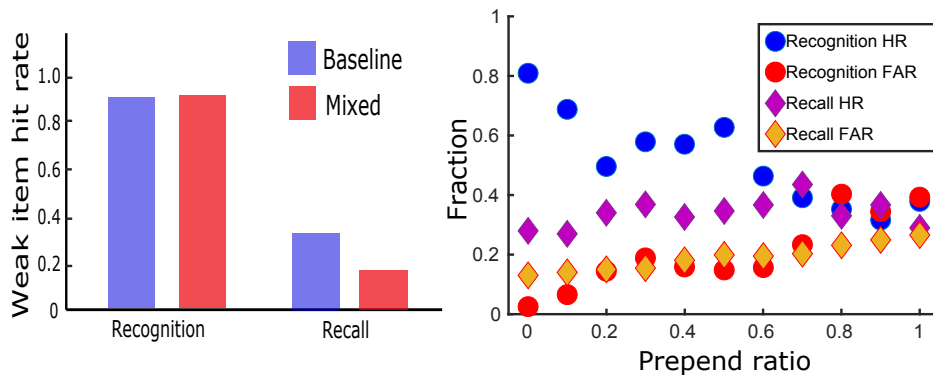 Weak item hit rate
1.0
0.8
0.6
0.4
0.2
0
Baseline
Mixed
Recognition
Recall
Fraction
1
0.8
0.6
0.4
0.2
0
Recognition HR
Recognition FAR
Recall HR
Recall FAR
0 0.2 0.4 0.6 0.8 1
Prepend ratio